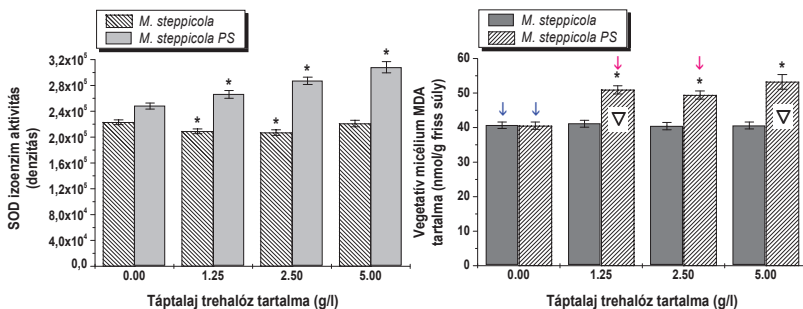 M. steppicola
M. steppicola PS
SOD izoenzim aktivitás
(denzitás)
3,2x10⁵
2,8x10⁵
2,4x10⁵
2,0x10⁵
1,6x10⁵
1,2x10⁵
8,0x10⁴
4,0x10⁴
0,0
* * * * *
0.00 1.25 2.50 5.00
Táptalaj trehalóz tartalma (g/l)
M. steppicola
M. steppicola PS
Vegetatív micélium MDA
tartalma (nmol/g friss súly)
60
50
40
30
20
10
0
* * *
0.00 1.25 2.50 5.00
Táptalaj trehalóz tartalma (g/l)